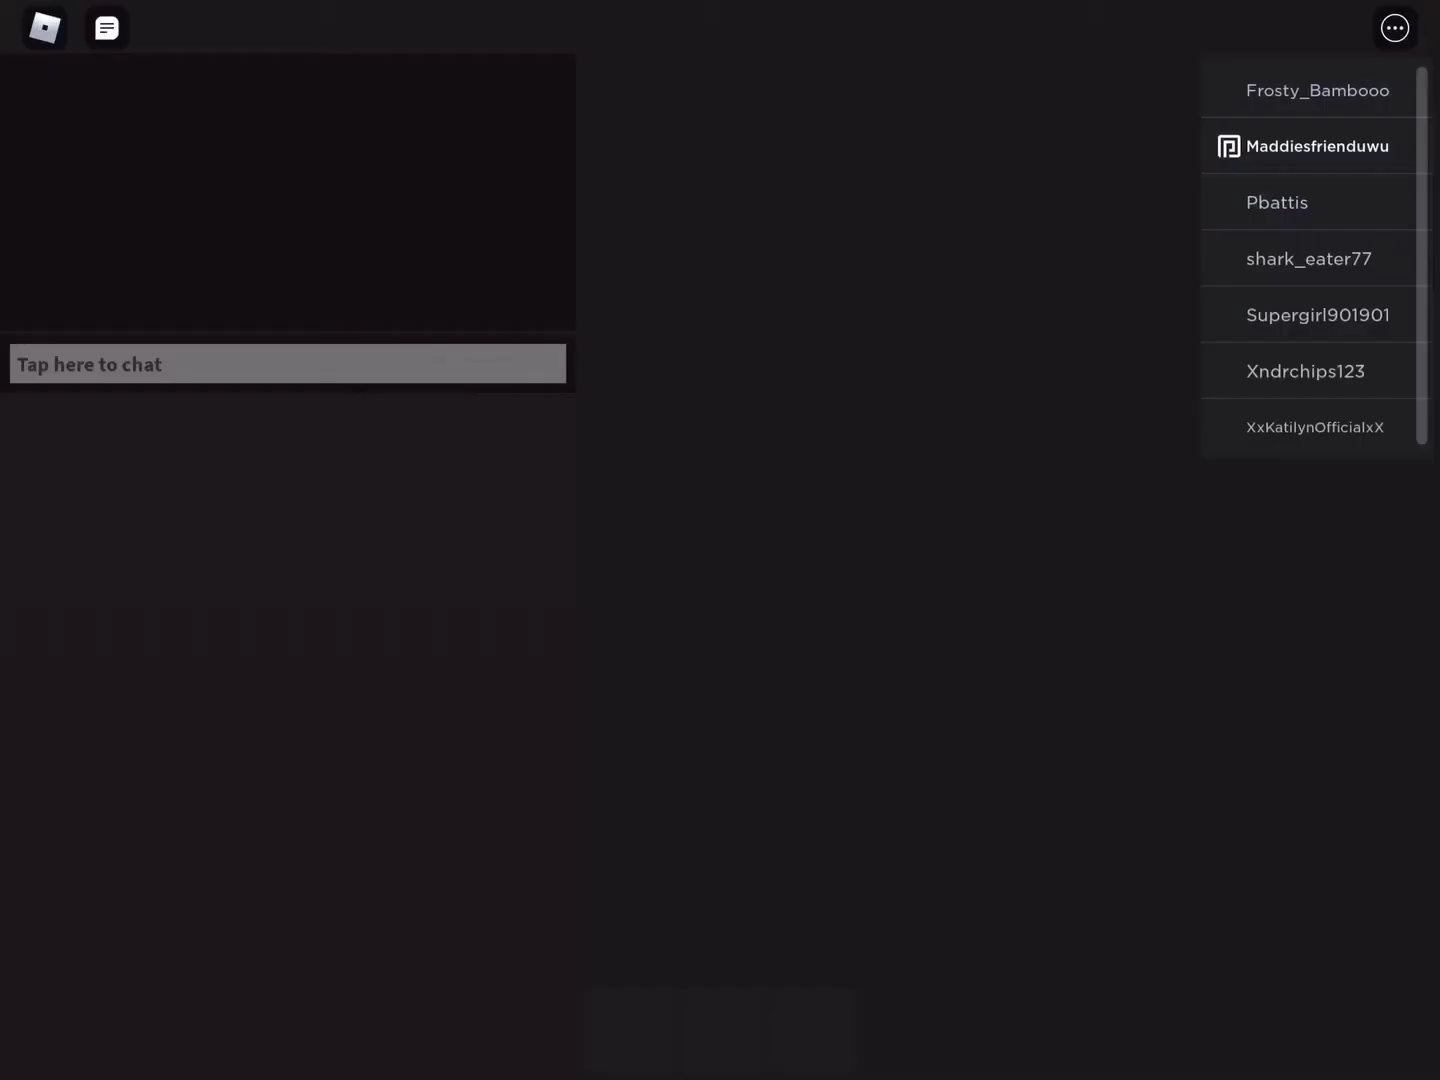 Frosty_Bambooo
Maddiesfrienduwu
Pbattis
shark_eater77
Supergirl901901
Xndrchips123
XxKatilynOfficialxX
Tap here to chat